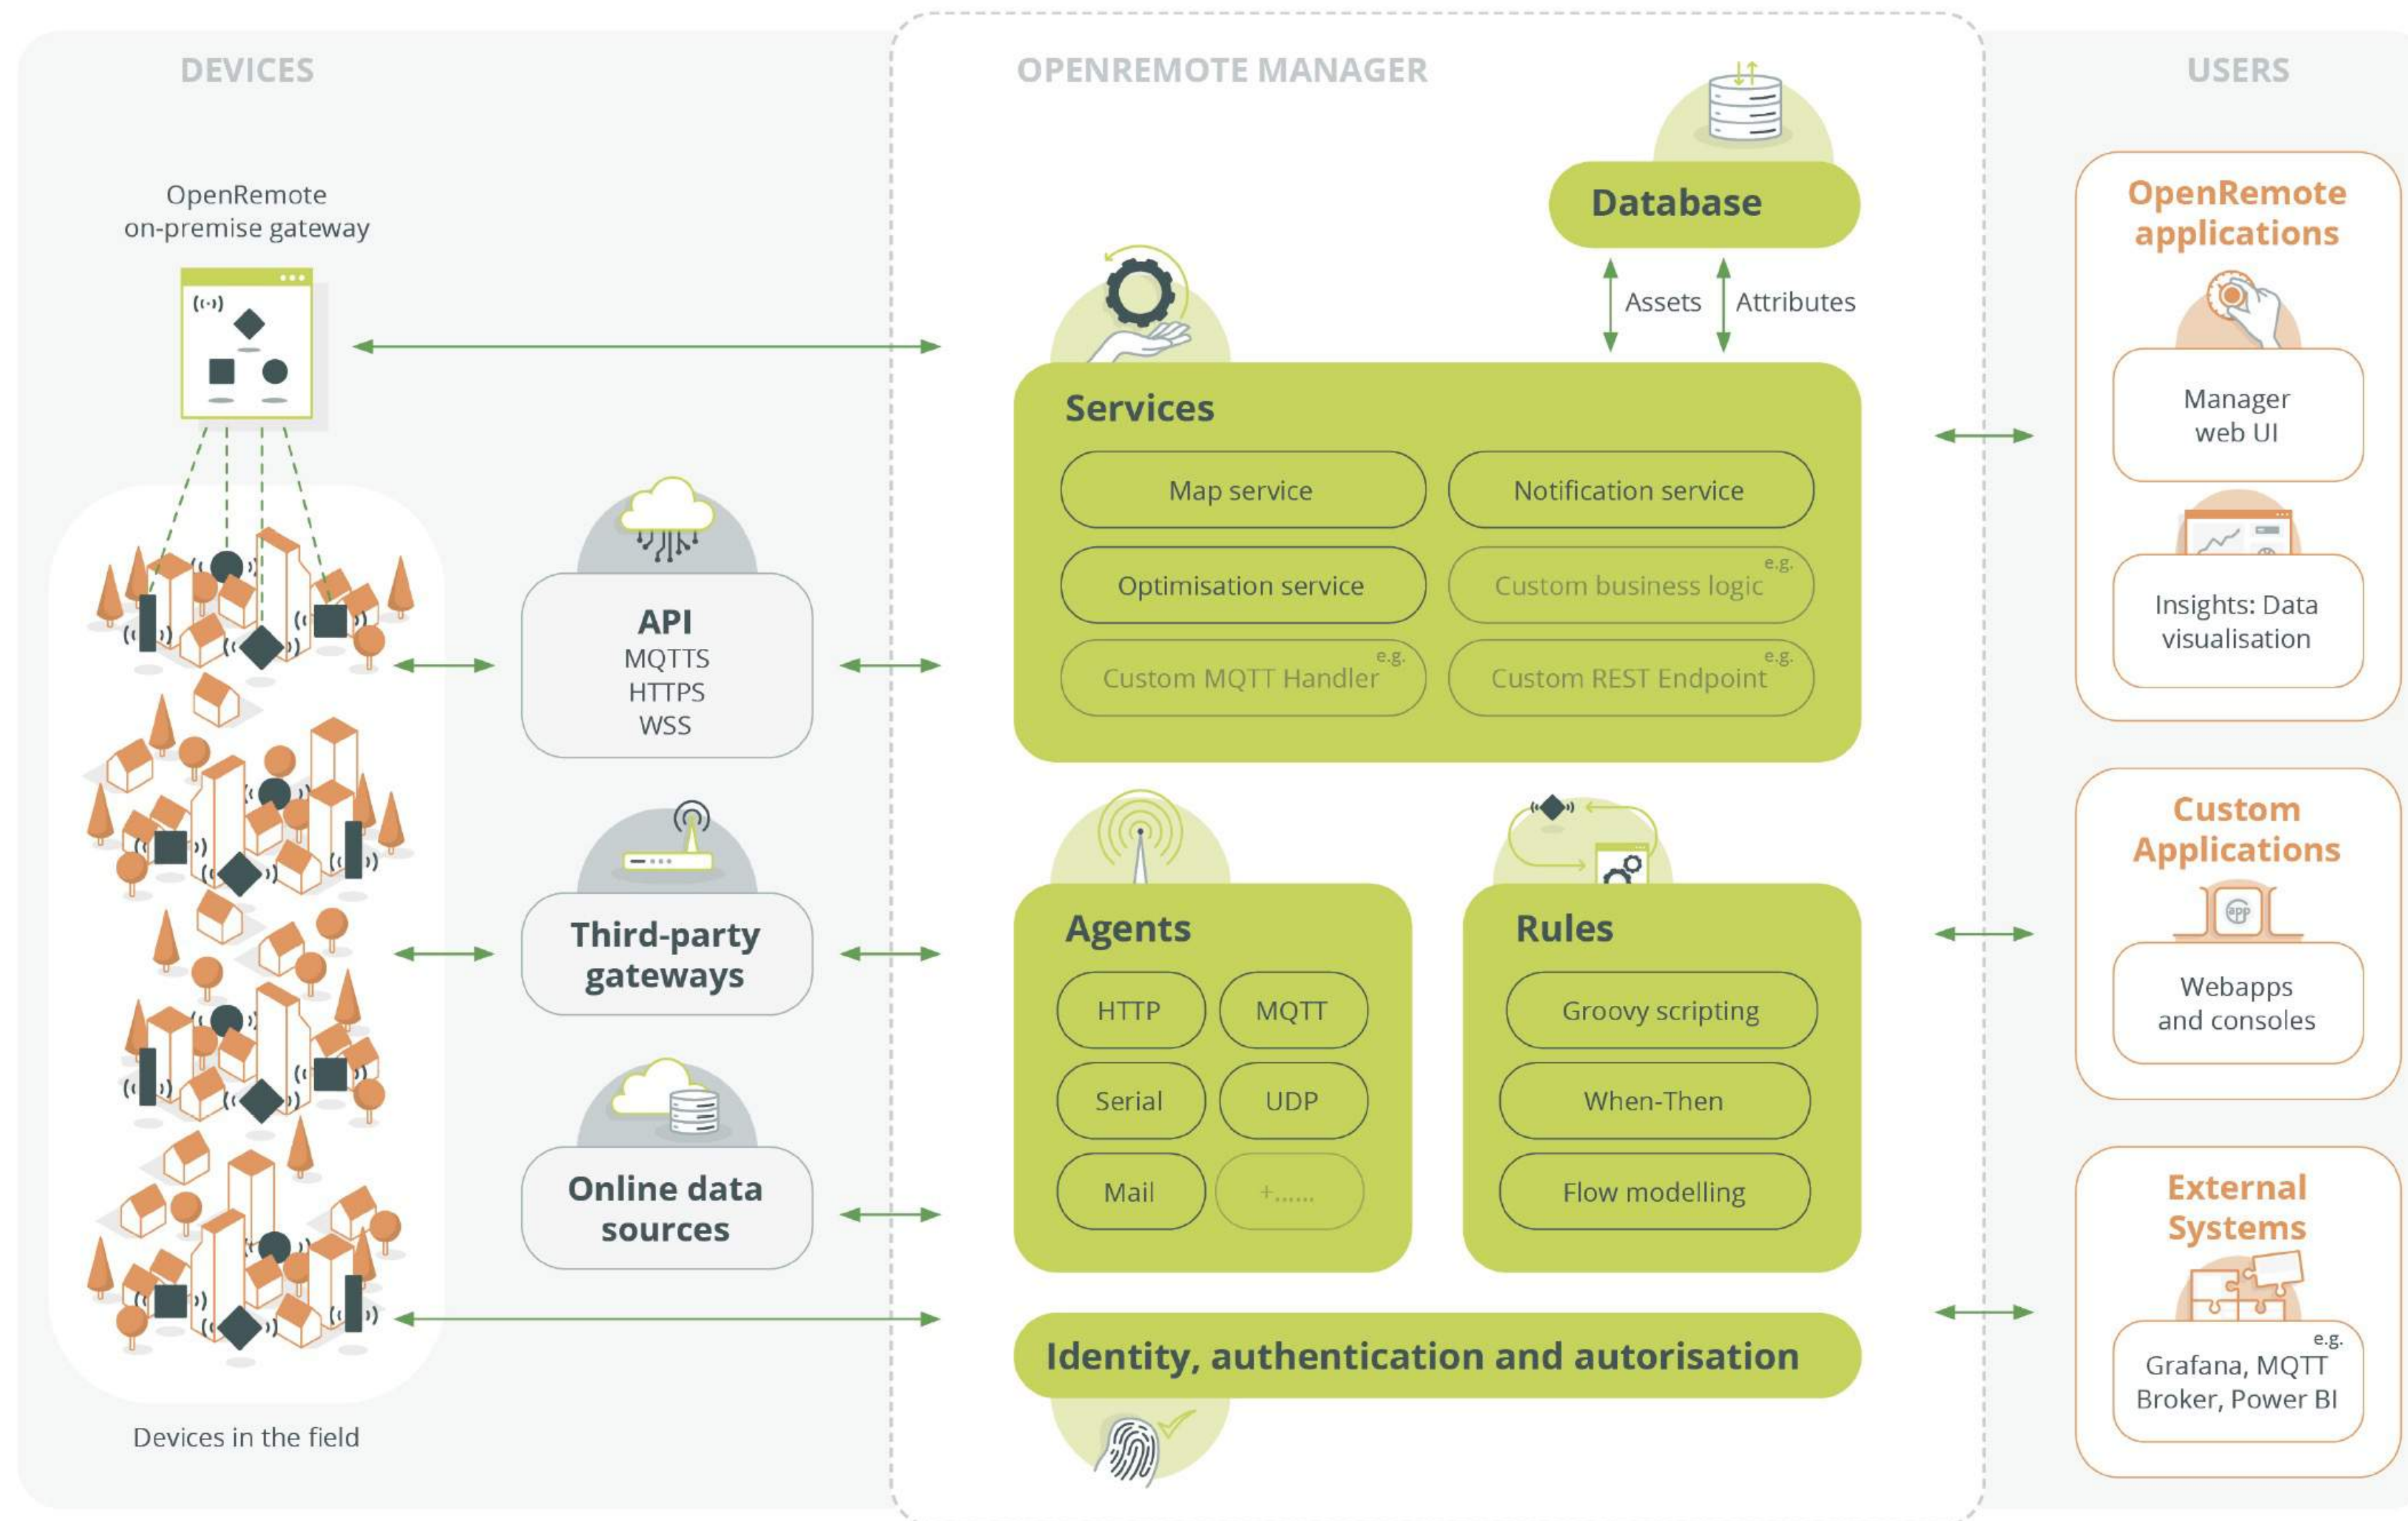 DEVICES
OpenRemote
on-premise gateway
Devices in the field
API
MQTTS
HTTPS
WSS
Third-party
gateways
Online data
sources
OPENREMOTE MANAGER
Database
Assets
Attributes
Services
Map service
Notification service
Optimisation service
Custom business logic e.g.
Custom MQTT Handler e.g.
Custom REST Endpoint e.g.
Agents
HTTP
MQTT
Serial
UDP
Mail
+......
Rules
Groovy scripting
When-Then
Flow modelling
Identity, authentication and autorisation
USERS
OpenRemote
applications
Manager
web UI
Insights: Data
visualisation
Custom
Applications
app
Webapps
and consoles
External
Systems
e.g.
Grafana, MQTT
Broker, Power BI